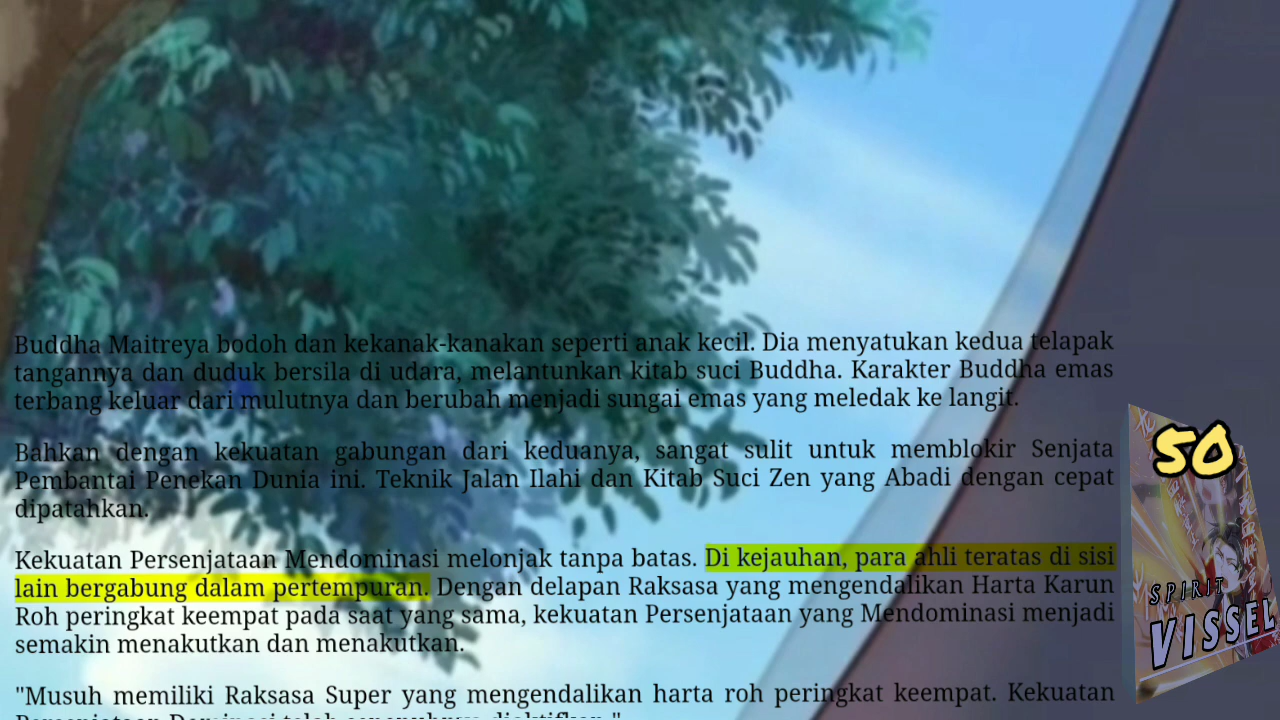 Buddha Maitreya bodoh dan kekanak-kanakan seperti anak kecil. Dia menyatukan kedua telapak
tangannya dan duduk bersila di udara, melantunkan kitab suci Buddha. Karakter Buddha emas
terbang keluar dari mulutnya dan berubah menjadi sungai emas yang meledak ke langit.
Bahkan dengan kekuatan gabungan dari keduanya, sangat sulit untuk memblokir Senjata
Pembantai Penekan Dunia ini. Teknik Jalan Ilahi dan Kitab Suci Zen yang Abadi dengan cepat
dipatahkan.
Kekuatan Persenjataan Mendominasi melonjak tanpa batas. Di kejauhan, para ahli teratas di sisi
lain bergabung dalam pertempuran. Dengan delapan Raksasa yang mengendalikan Harta Karun
Roh peringkat keempat pada saat yang sama, kekuatan Persenjataan yang Mendominasi menjadi
semakin menakutkan dan menakutkan.
"Musuh memiliki Raksasa Super yang mengendalikan harta roh peringkat keempat. Kekuatan
Persenjataan Dominasi telah sepenuhnya diaktifkan."
50
SPIRIT
VISSEL